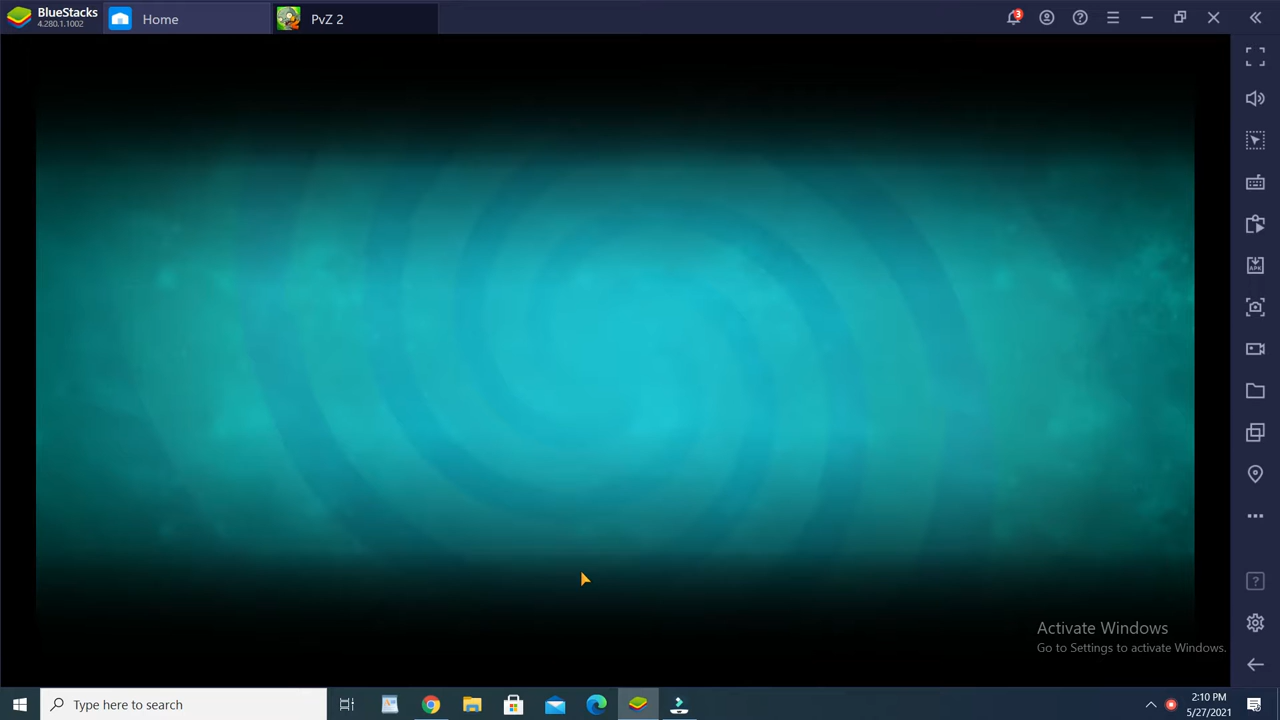 BlueStacks
4.280.1.1002
Home
PvZ 2
3
APK
Activate Windows
Go to Settings to activate Windows.
Type here to search
2:10 PM
5/27/2021